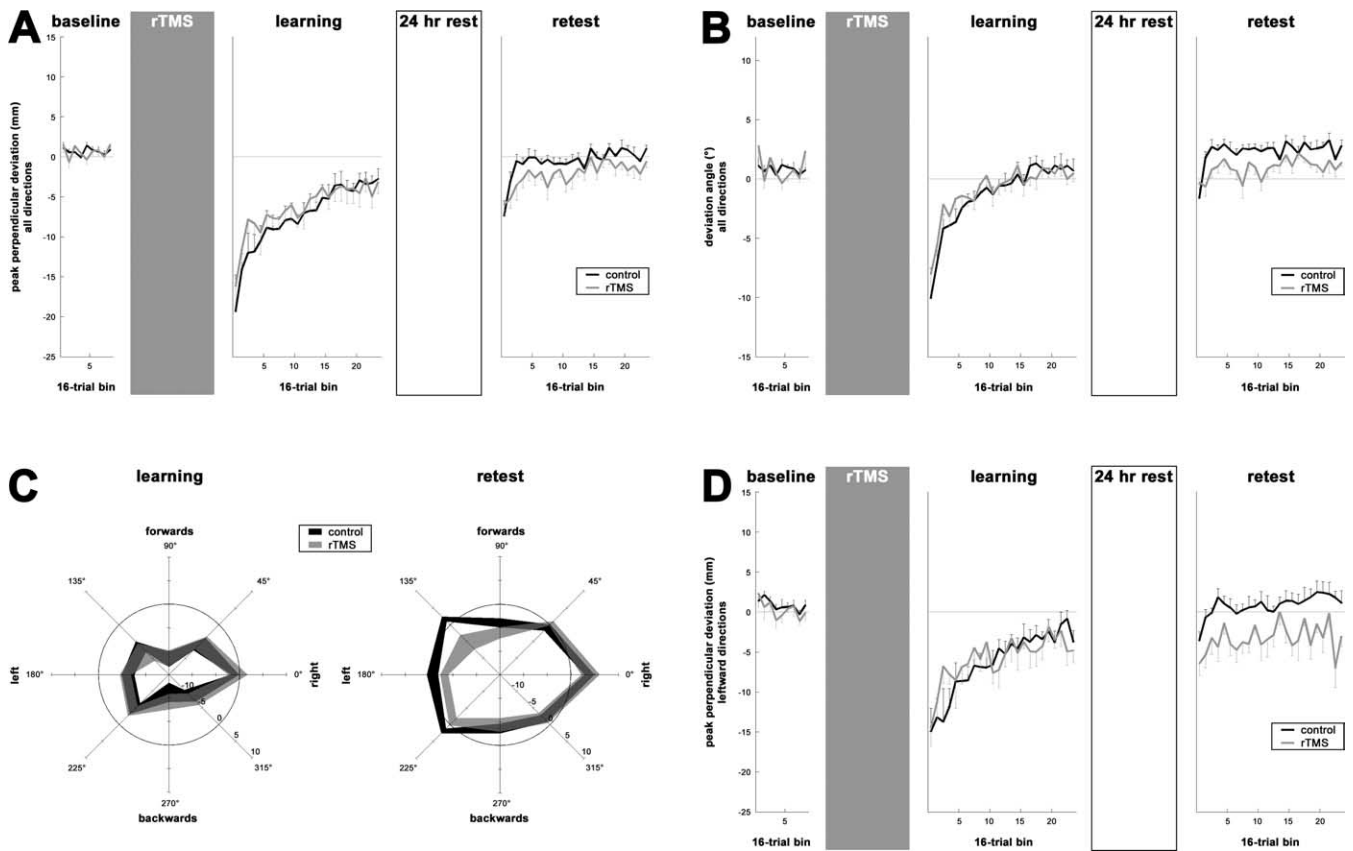 A
baseline
rTMS
learning
24 hr rest
retest
peak perpendicular deviation (mm)
all directions
15
10
5
0
-5
-10
-15
-20
-25
5
5
10
15
20
5
10
15
20
16-trial bin
16-trial bin
16-trial bin
control
rTMS
B
baseline
rTMS
learning
24 hr rest
retest
deviation angle (°)
all directions
10
5
0
-5
-10
-15
5
5
10
15
20
5
10
15
20
16-trial bin
16-trial bin
16-trial bin
control
rTMS
C
learning
retest
control
rTMS
forwards
90°
135°
45°
left
180°
0°
right
-10
-5
0
5
10
225°
315°
270°
backwards
forwards
90°
135°
45°
left
180°
0°
right
-10
-5
0
5
10
225°
315°
270°
backwards
D
baseline
rTMS
learning
24 hr rest
retest
peak perpendicular deviation (mm)
leftward directions
15
10
5
0
-5
-10
-15
-20
-25
5
5
10
15
20
5
10
15
20
16-trial bin
16-trial bin
16-trial bin
control
rTMS